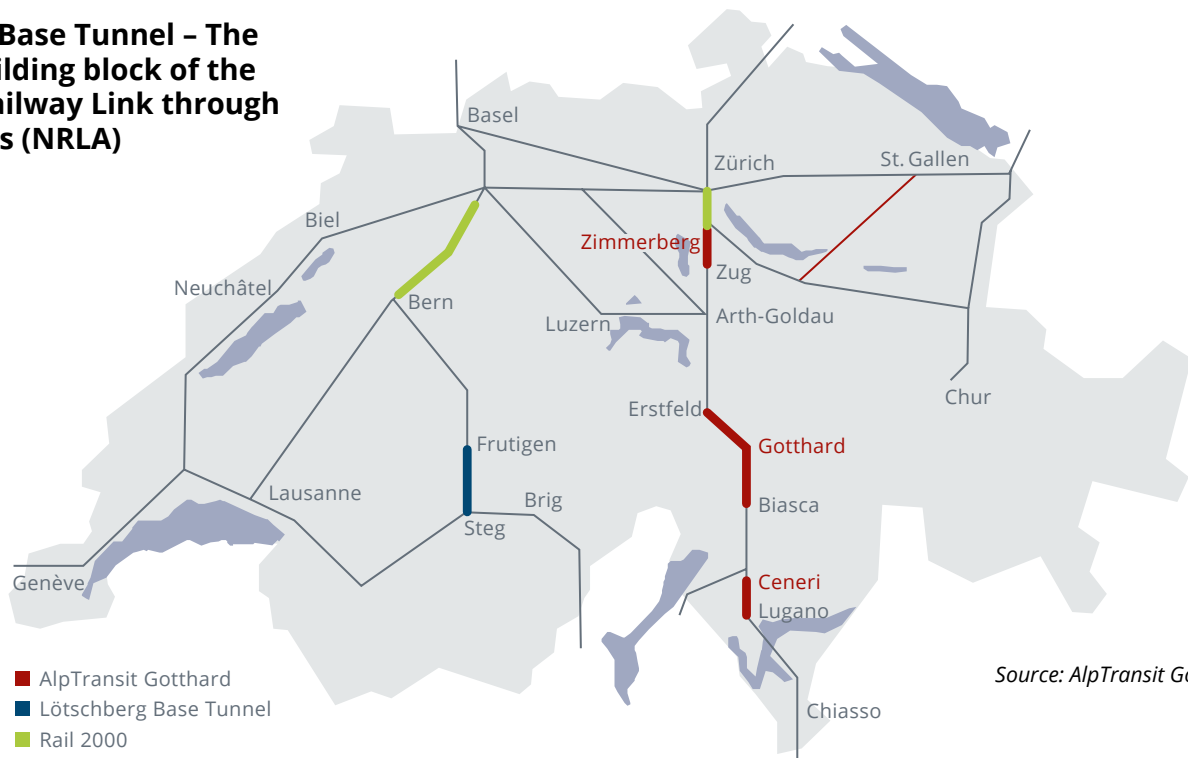 Base Tunnel – The
ilding block of the
ailway Link through
s (NRLA)
Basel
Zürich
St. Gallen
Biel
Zimmerberg
Zug
Neuchâtel
Bern
Luzern
Arth-Goldau
Chur
Erstfeld
Frutigen
Gotthard
Lausanne
Brig
Biasca
Steg
Genève
Ceneri
Lugano
Source: AlpTransit Go
AlpTransit Gotthard
Lötschberg Base Tunnel
Rail 2000
Chiasso